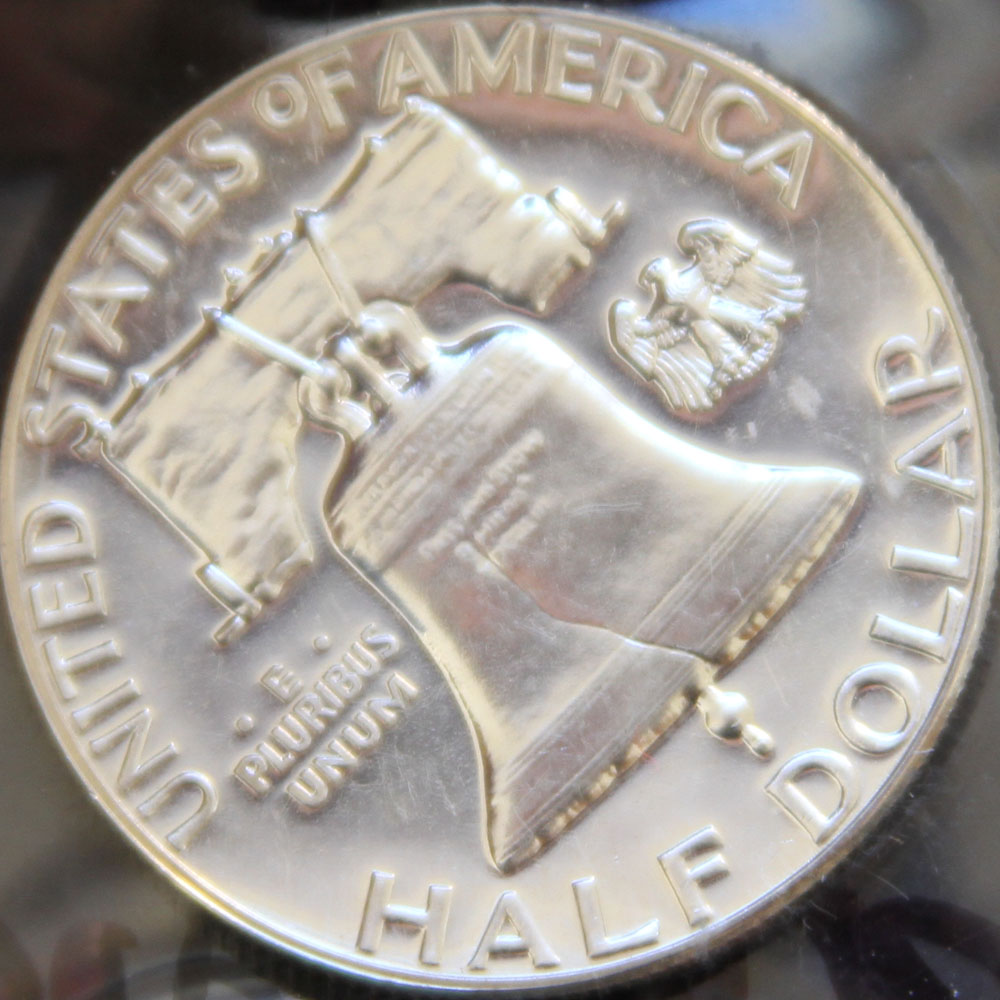 UNITED STATES OF AMERICA
E
PLURIBUS
UNUM
HALF DOLLAR